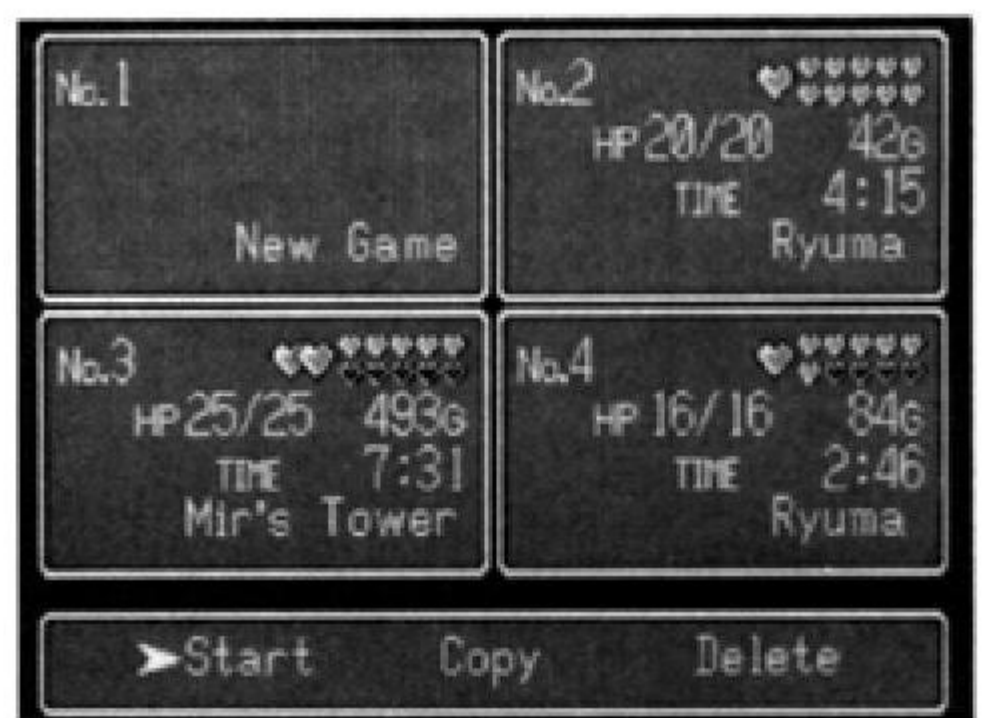 No.1
New Game
No.2
HP 20/20 42G
TIME 4:15
Ryuma
No.3
HP 25/25 493G
TIME 7:31
Mir's Tower
No.4
HP 16/16 84G
TIME 2:46
Ryuma
Start Copy Delete